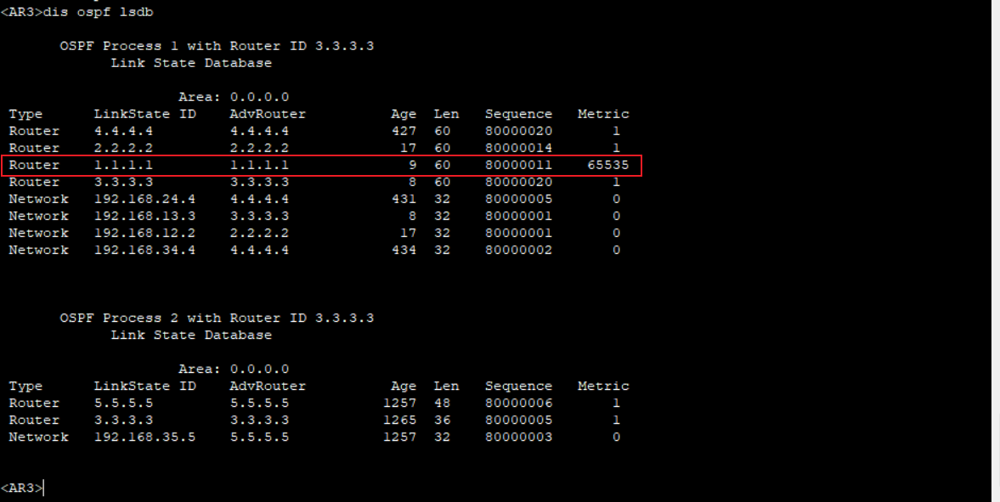 <AR3>dis ospf lsdb
OSPF Process 1 with Router ID 3.3.3.3
Link State Database
Area: 0.0.0.0
Type LinkState ID AdvRouter Age Len Sequence Metric
Router 4.4.4.4 4.4.4.4 427 60 80000020 1
Router 2.2.2.2 2.2.2.2 17 60 80000014 1
Router 1.1.1.1 1.1.1.1 9 60 80000011 65535
Router 3.3.3.3 3.3.3.3 8 60 80000020 1
Network 192.168.24.4 4.4.4.4 431 32 80000005 0
Network 192.168.13.3 3.3.3.3 8 32 80000001 0
Network 192.168.12.2 2.2.2.2 17 32 80000001 0
Network 192.168.34.4 4.4.4.4 434 32 80000002 0
OSPF Process 2 with Router ID 3.3.3.3
Link State Database
Area: 0.0.0.0
Type LinkState ID AdvRouter Age Len Sequence Metric
Router 5.5.5.5 5.5.5.5 1257 48 80000006 1
Router 3.3.3.3 3.3.3.3 1265 36 80000005 1
Network 192.168.35.5 5.5.5.5 1257 32 80000003 0
<AR3>